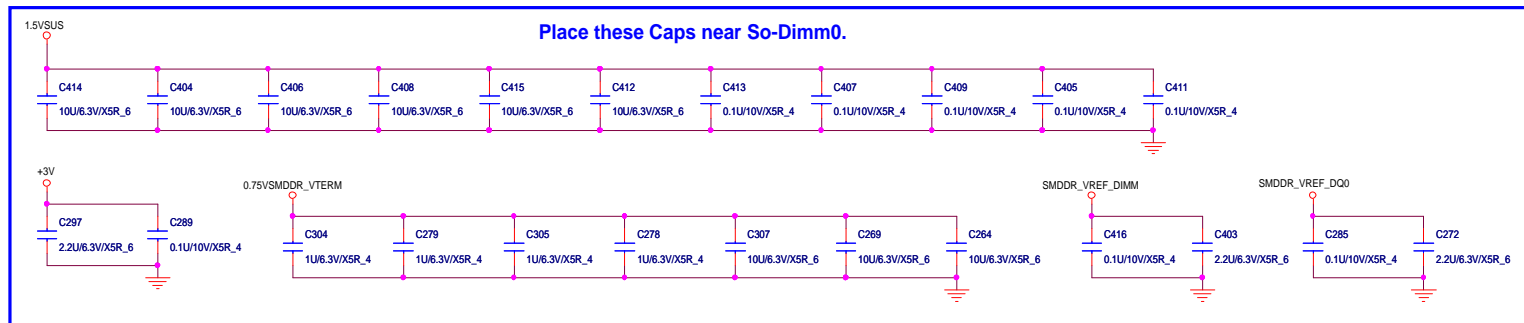 1.5VSUS
Place these Caps near So-Dimm0.
C414 C404 C406 C408 C415 C412 C413 C407 C409 C405 C411
10U/6.3V/X5R_6 10U/6.3V/X5R_6 10U/6.3V/X5R_6 10U/6.3V/X5R_6 10U/6.3V/X5R_6 10U/6.3V/X5R_6 0.1U/10V/X5R_4 0.1U/10V/X5R_4 0.1U/10V/X5R_4 0.1U/10V/X5R_4 0.1U/10V/X5R_4
+3V 0.75VSMDDR_VTERM SMDDR_VREF_DIMM SMDDR_VREF_DQ0
C297 C289 C304 C279 C305 C278 C307 C269 C264 C416 C403 C285 C272
2.2U/6.3V/X5R_6 0.1U/10V/X5R_4 1U/6.3V/X5R_4 1U/6.3V/X5R_4 1U/6.3V/X5R_4 1U/6.3V/X5R_4 10U/6.3V/X5R_6 10U/6.3V/X5R_6 10U/6.3V/X5R_6 0.1U/10V/X5R_4 2.2U/6.3V/X5R_6 0.1U/10V/X5R_4 2.2U/6.3V/X5R_6